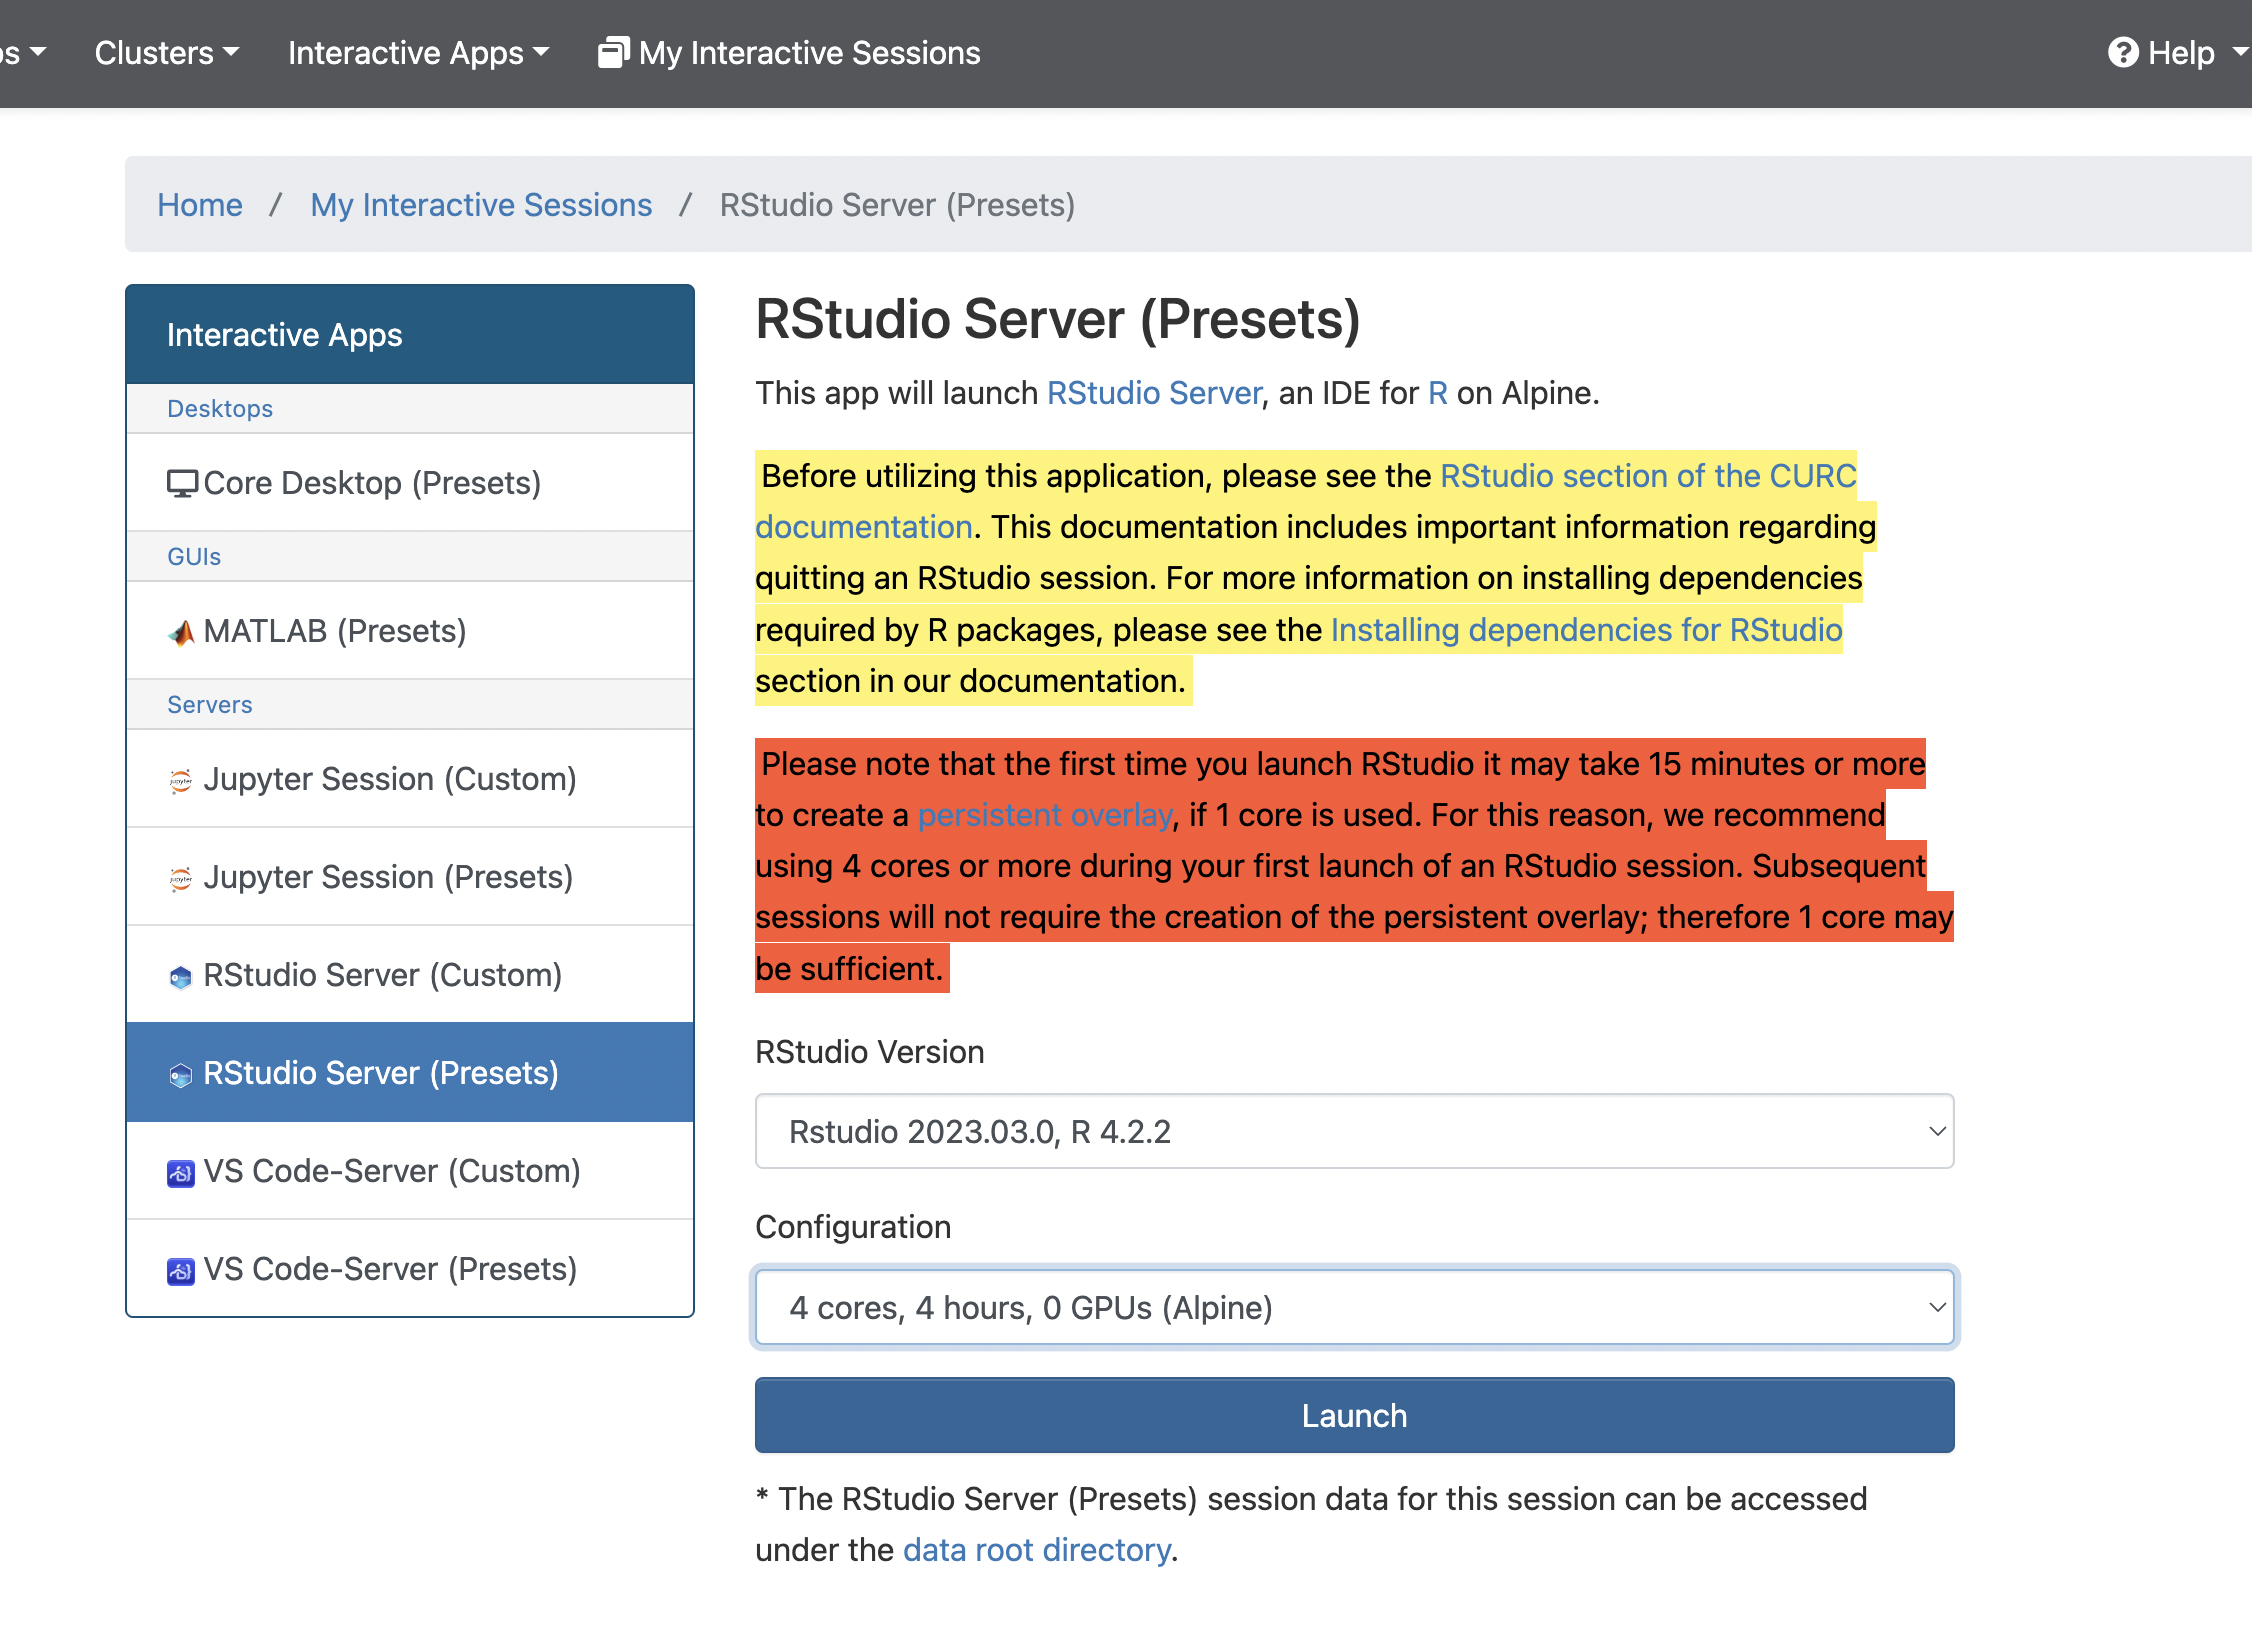 Clusters
Interactive Apps
My Interactive Sessions
Help
Home / My Interactive Sessions / RStudio Server (Presets)
Interactive Apps
Desktops
Core Desktop (Presets)
GUIs
MATLAB (Presets)
Servers
Jupyter Session (Custom)
Jupyter Session (Presets)
RStudio Server (Custom)
RStudio Server (Presets)
VS Code-Server (Custom)
VS Code-Server (Presets)
RStudio Server (Presets)
This app will launch RStudio Server, an IDE for R on Alpine.
Before utilizing this application, please see the RStudio section of the CURC
documentation. This documentation includes important information regarding
quitting an RStudio session. For more information on installing dependencies
required by R packages, please see the Installing dependencies for RStudio
section in our documentation.
Please note that the first time you launch RStudio it may take 15 minutes or more
to create a persistent overlay, if 1 core is used. For this reason, we recommend
using 4 cores or more during your first launch of an RStudio session. Subsequent
sessions will not require the creation of the persistent overlay; therefore 1 core may
be sufficient.
RStudio Version
Rstudio 2023.03.0, R 4.2.2
Configuration
4 cores, 4 hours, 0 GPUs (Alpine)
Launch
* The RStudio Server (Presets) session data for this session can be accessed
under the data root directory.